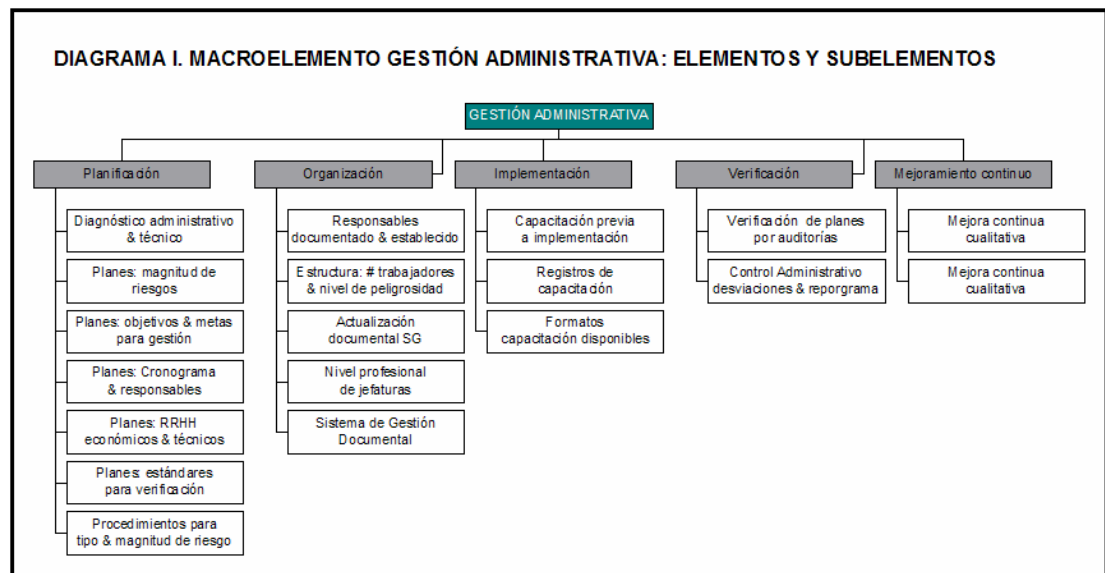 DIAGRAMA I. MACROELEMENTO GESTIÓN ADMINISTRATIVA: ELEMENTOS Y SUBELEMENTOS
GESTIÓN ADMINISTRATIVA
Planificación
Diagnóstico administrativo
& técnico
Planes: magnitud de
riesgos
Planes: objetivos & metas
para gestión
Planes: Cronograma
& responsables
Planes: RRHH
económicos & técnicos
Planes: estándares
para verificación
Procedimientos para
tipo & magnitud de riesgo
Organización
Responsables
documentado & establecido
Estructura: # trabajadores
& nivel de peligrosidad
Actualización
documental SG
Nivel profesional
de jefaturas
Sistema de Gestión
Documental
Implementación
Capacitación previa
a implementación
Registros de
capacitación
Formatos
capacitación disponibles
Verificación
Verificación de planes
por auditorías
Control Administrativo
desviaciones & reporgrama
Mejoramiento continuo
Mejora continua
cualitativa
Mejora continua
cualitativa